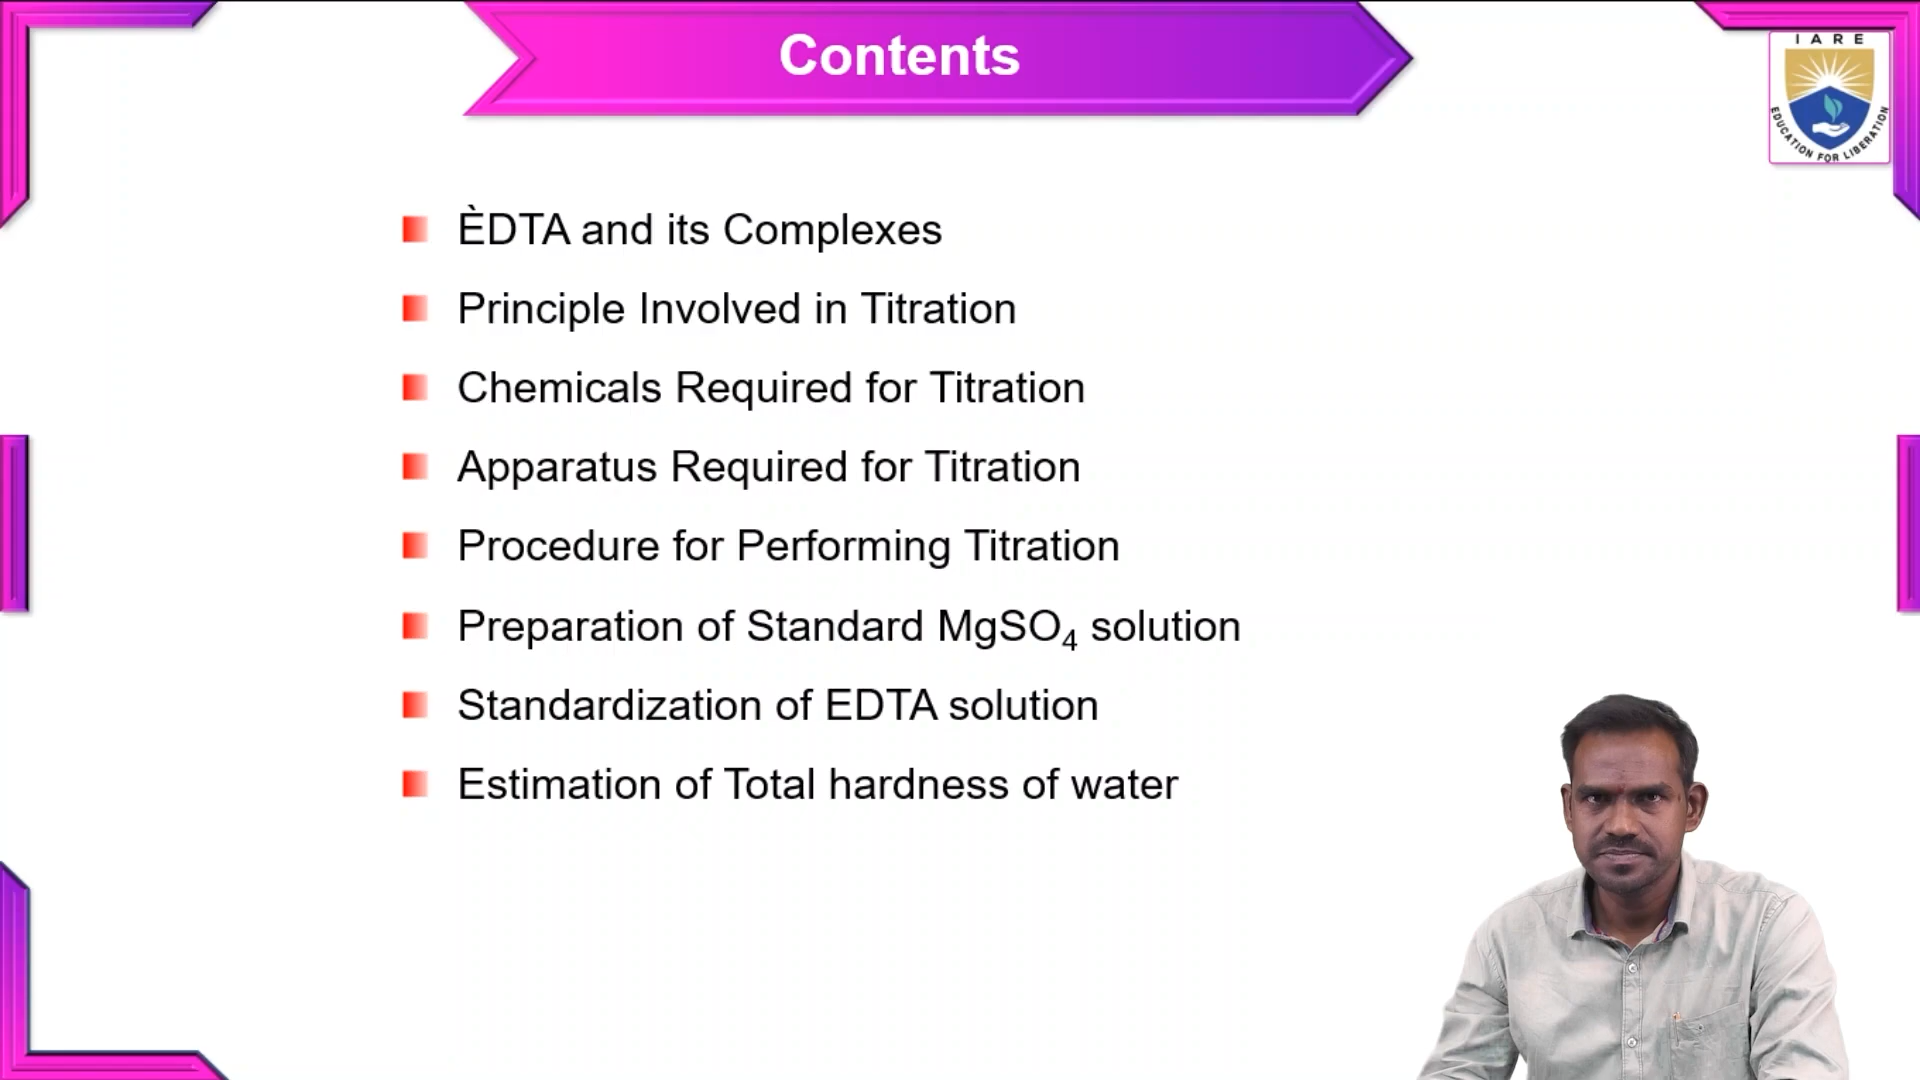 Contents
IARE
EDUCATION FOR LIBERATION
ÈDTA and its Complexes
Principle Involved in Titration
Chemicals Required for Titration
Apparatus Required for Titration
Procedure for Performing Titration
Preparation of Standard MgSO₄ solution
Standardization of EDTA solution
Estimation of Total hardness of water